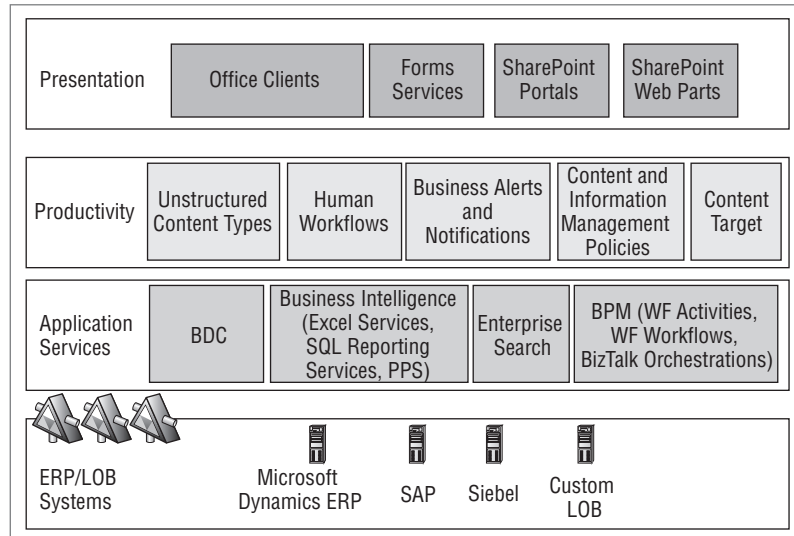 Presentation
Office Clients
Forms
Services
SharePoint
Portals
SharePoint
Web Parts
Productivity
Unstructured
Content Types
Human
Workflows
Business Alerts
and
Notifications
Content and
Information
Management
Policies
Content
Target
Application
Services
BDC
Business Intelligence
(Excel Services,
SQL Reporting
Services, PPS)
Enterprise
Search
BPM (WF Activities,
WF Workflows,
BizTalk Orchestrations)
ERP/LOB
Systems
Microsoft
Dynamics ERP
SAP
Siebel
Custom
LOB